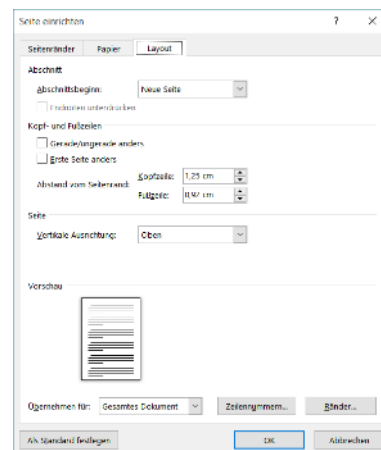 Seite einrichten ? ×
Seitenränder Papier Layout
Abschnitt
Abschnittsbeginn: Neue Seite
Endnoten unterdrücken
Kopf- und Fußzeilen
Gerade/ungerade anders
Erste Seite anders
Abstand vom Seitenrand: Kopfzeile: 1,25 cm
Fußzeile: 0,92 cm
Seite
Vertikale Ausrichtung: Oben
Vorschau
Übernehmen für: Gesamtes Dokument Zeilennummern... Ränder...
Als Standard festlegen OK Abbrechen